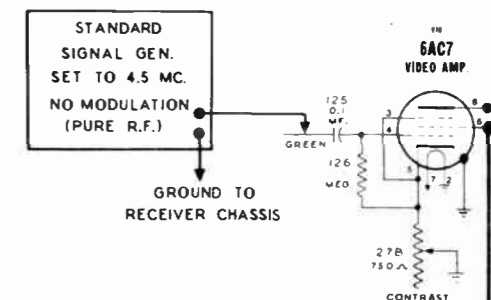 STANDARD
SIGNAL GEN.
SET TO 4.5 MC.
NO MODULATION
(PURE R.F.)
GROUND TO
RECEIVER CHASSIS
GREEN
125
0.1
MF.
126
MEG.
6AC7
VIDEO AMP.
3
4
5
7
2
8
6
27B
750Ω
CONTRAST